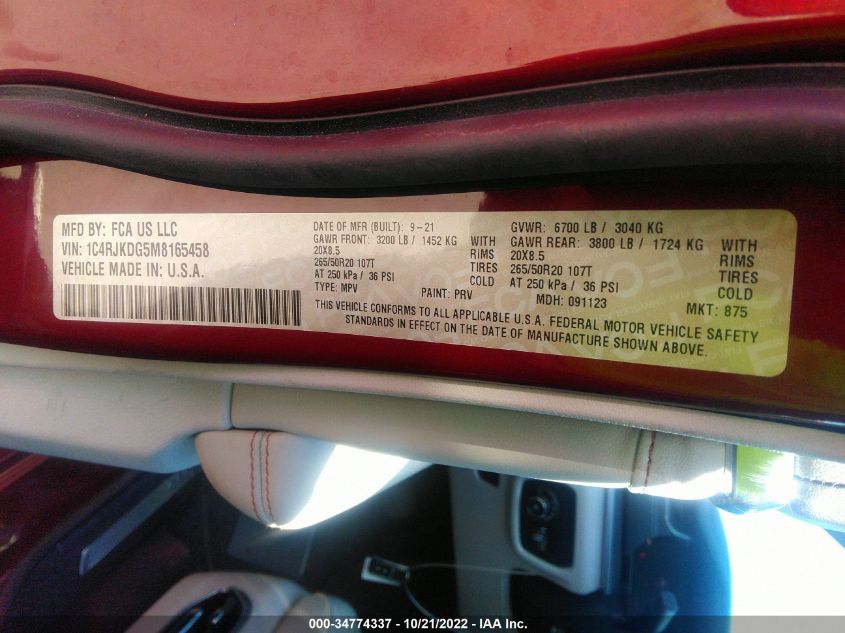 MFD BY: FCA US LLC
VIN: 1C4RJKDG5M8165458
VEHICLE MADE IN: U.S.A.
DATE OF MFR (BUILT): 9-21
GAWR FRONT: 3200 LB / 1452 KG WITH
20X8.5 RIMS
265/50R20 107T TIRES
AT 250 kPa / 36 PSI COLD
TYPE: MPV PAINT: PRV
GVWR: 6700 LB / 3040 KG
GAWR REAR: 3800 LB / 1724 KG WITH
20X8.5 RIMS
265/50R20 107T TIRES
AT 250 kPa / 36 PSI COLD
MDH: 091123 MKT: 875
THIS VEHICLE CONFORMS TO ALL APPLICABLE U.S.A. FEDERAL MOTOR VEHICLE SAFETY
STANDARDS IN EFFECT ON THE DATE OF MANUFACTURE SHOWN ABOVE.
000-34774337 - 10/21/2022 - IAA Inc.